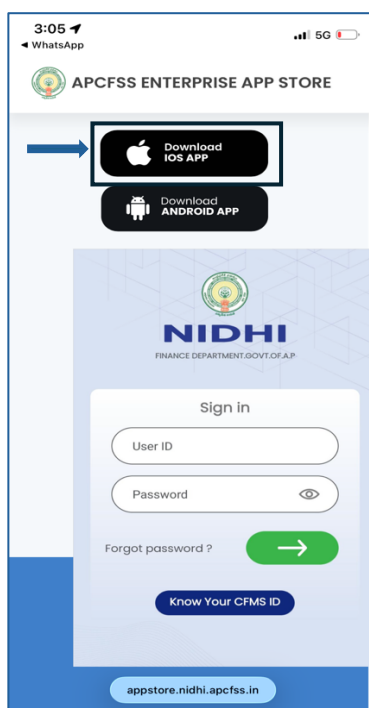 3:05
5G
◀ WhatsApp
APCFSS ENTERPRISE APP STORE
Download
IOS APP
Download
ANDROID APP
NIDHI
FINANCE DEPARTMENT.GOVT.OF.A.P
Sign in
User ID
Password
Forgot password ?
Know Your CFMS ID
appstore.nidhi.apcfss.in